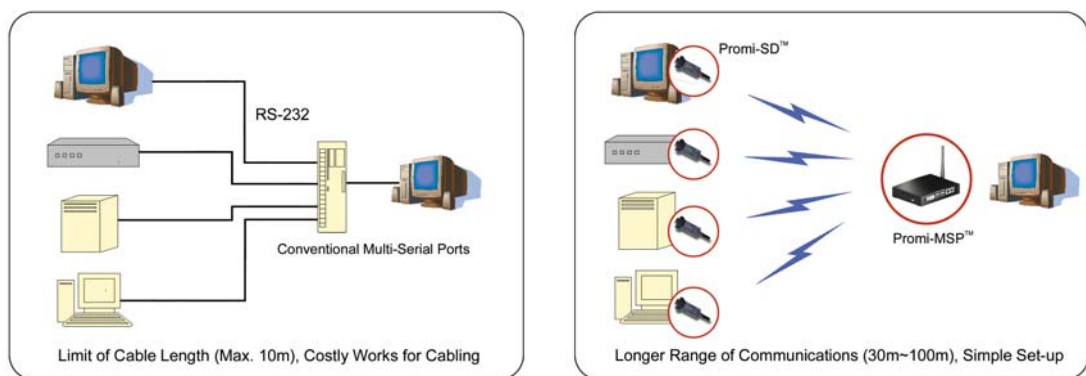 RS-232
Conventional Multi-Serial Ports
Limit of Cable Length (Max. 10m), Costly Works for Cabling
Promi-SD™
Promi-MSP™
Longer Range of Communications (30m~100m), Simple Set-up